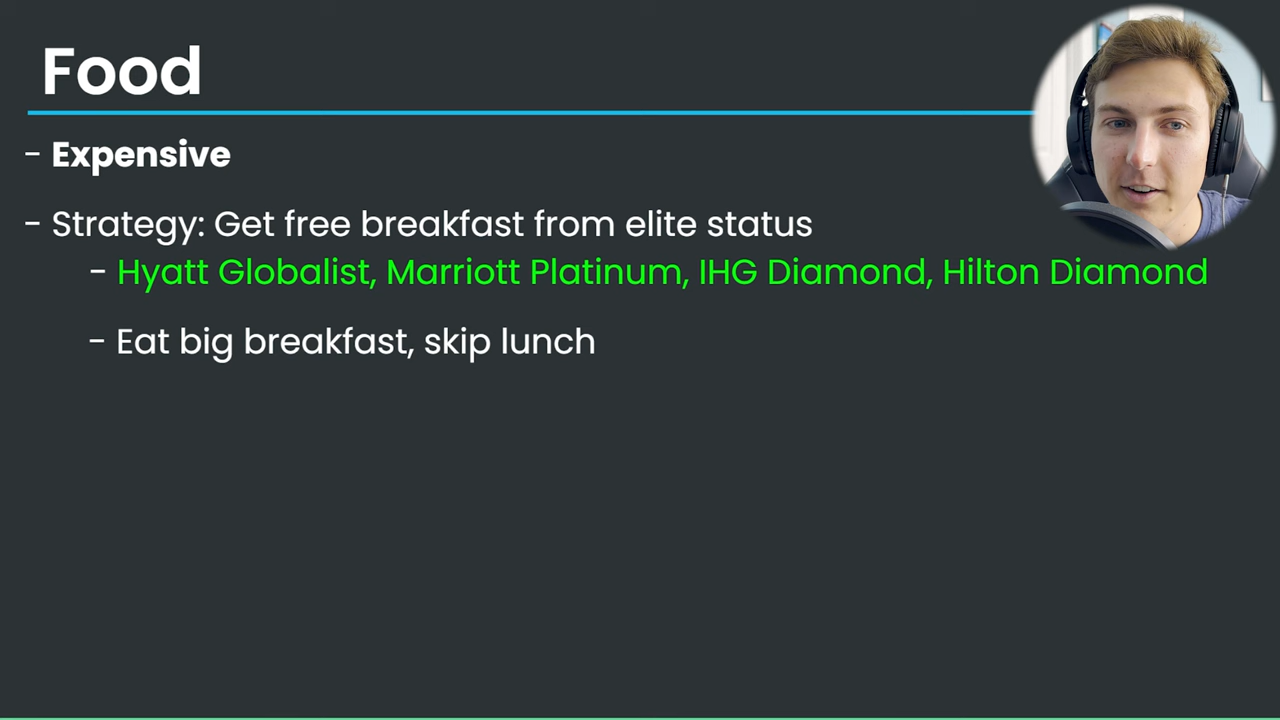 Food
- Expensive
- Strategy: Get free breakfast from elite status
- Hyatt Globalist, Marriott Platinum, IHG Diamond, Hilton Diamond
- Eat big breakfast, skip lunch